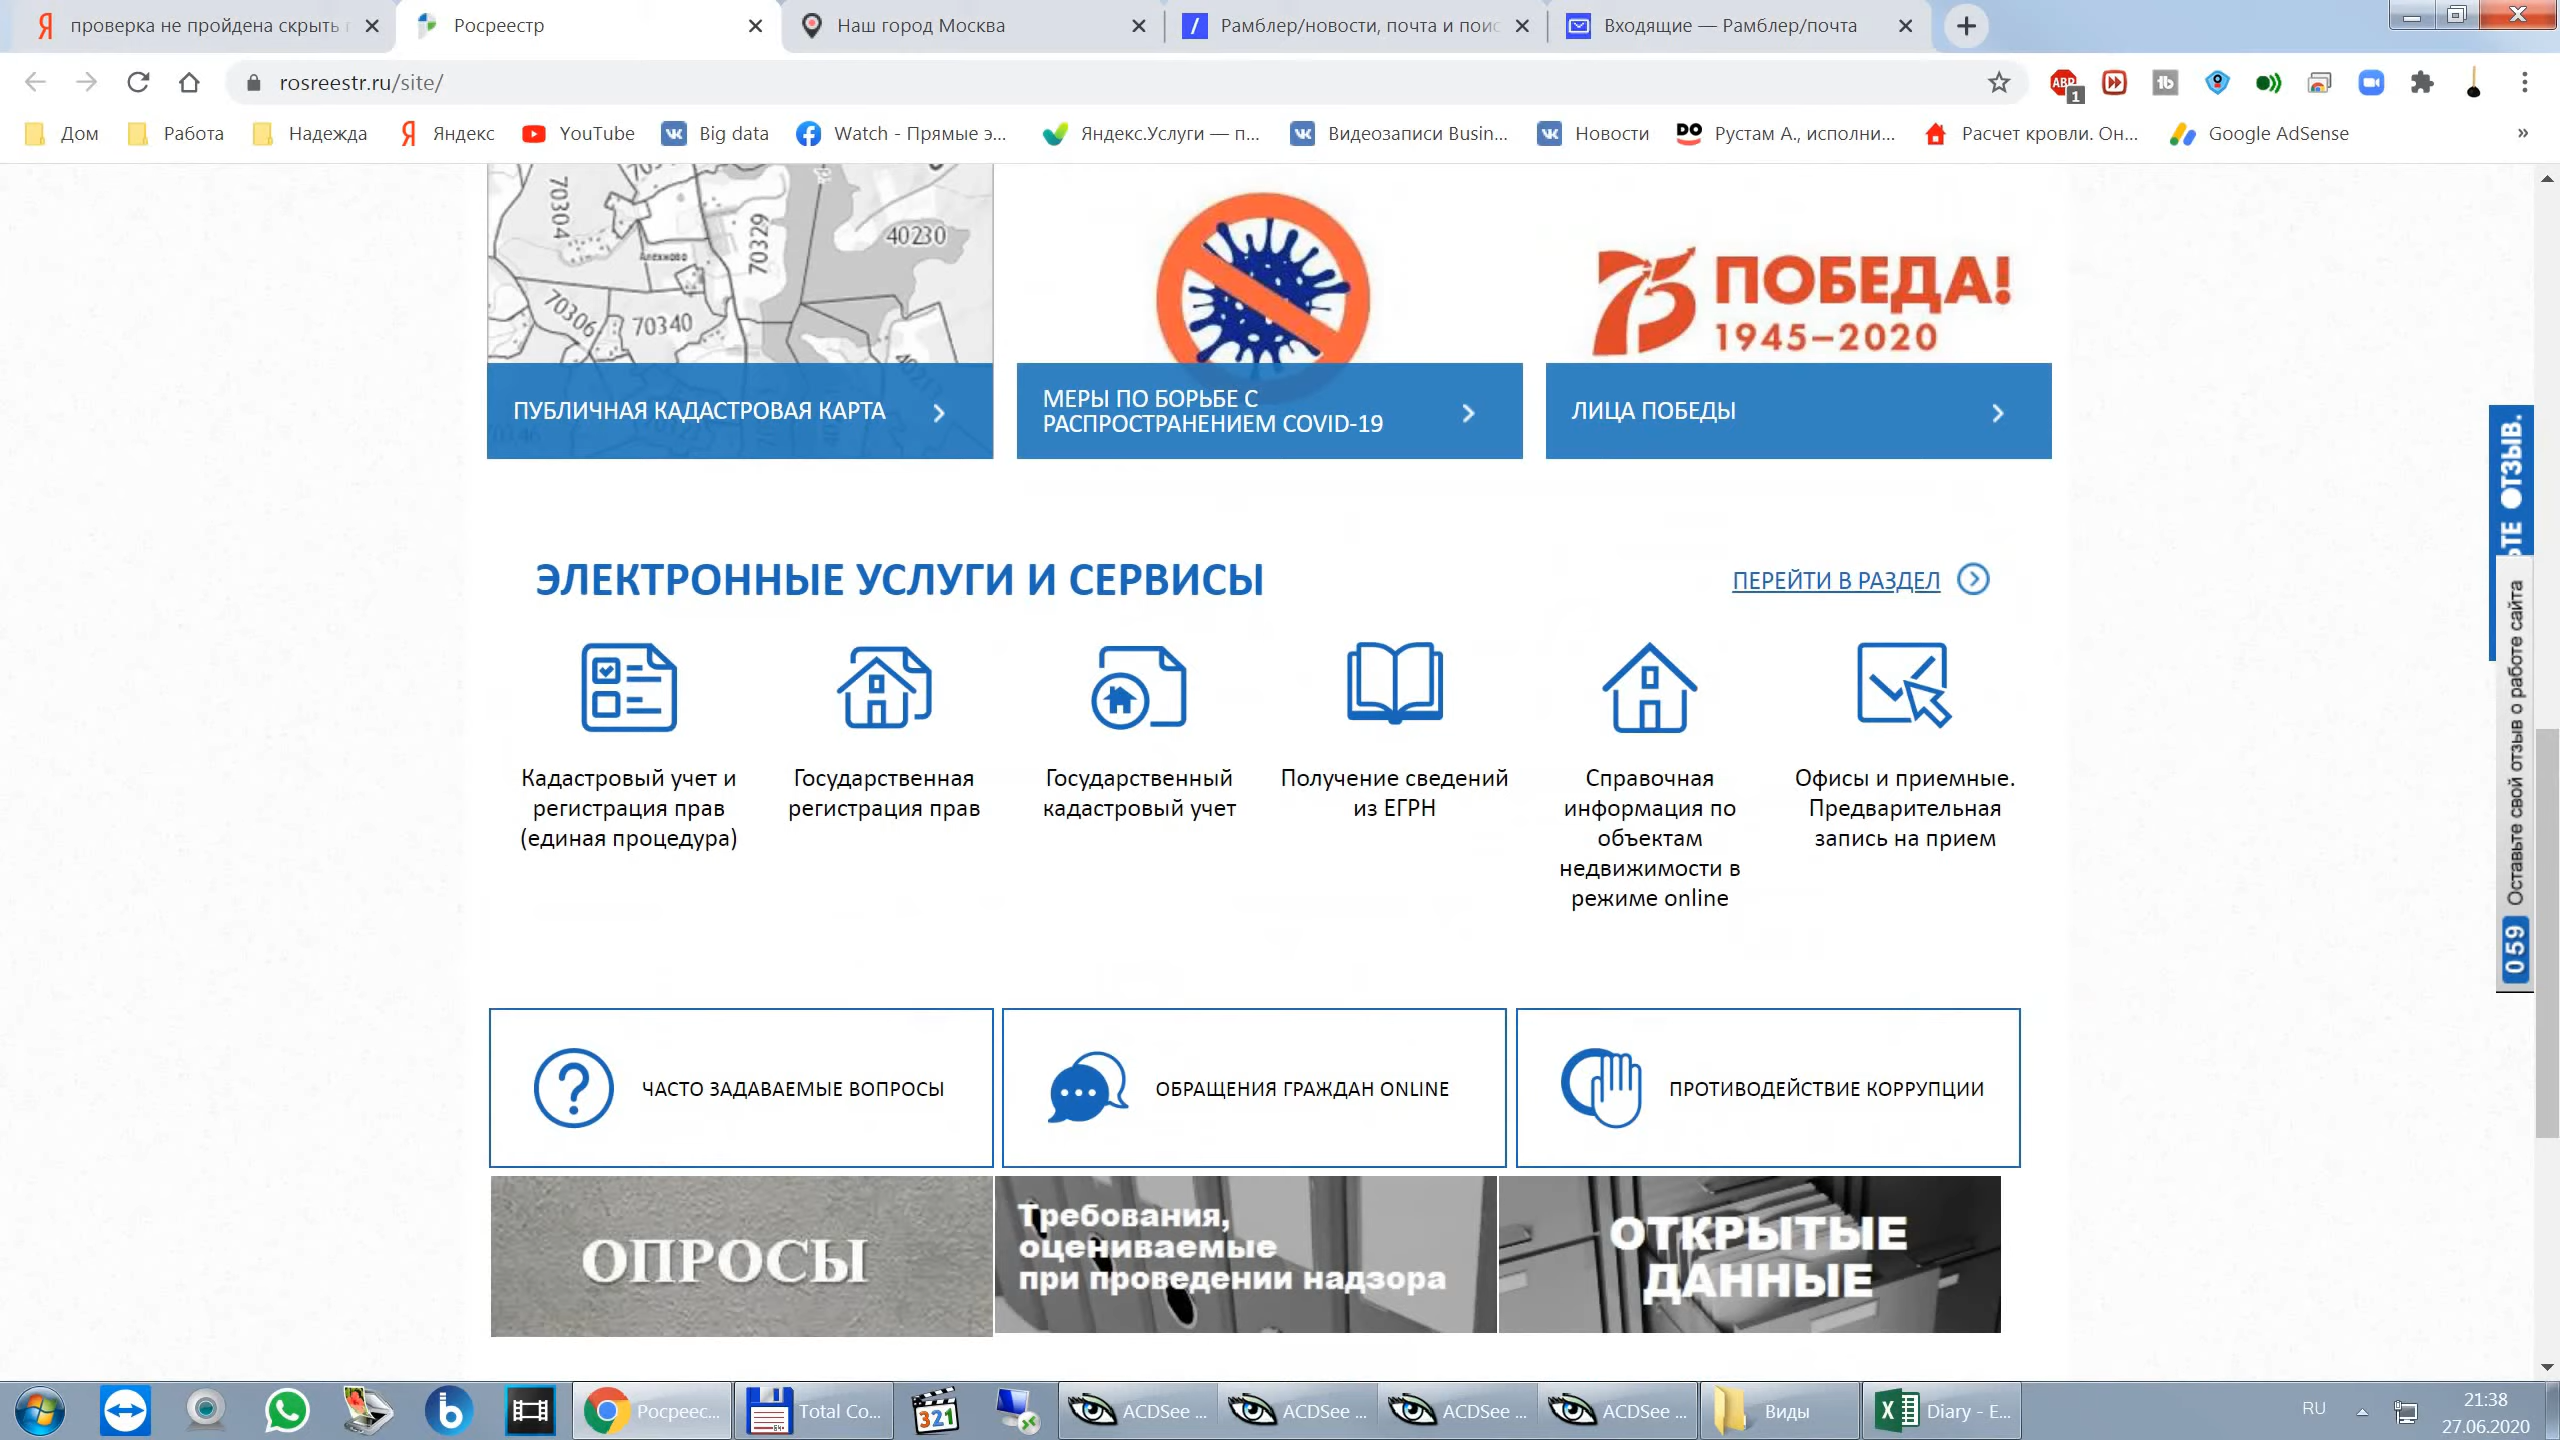 проверка не пройдена скрыть
Росреестр
Наш город Москва
Рамблер/новости, почта и поис
Входящие — Рамблер/почта
rosreestr.ru/site/
ABP
1
Дом
Работа
Надежда
Яндекс
YouTube
Big data
Watch - Прямые э...
Яндекс.Услуги — п...
Видеозаписи Busin...
Новости
DO
Рустам А., исполни...
Расчет кровли. Он...
Google AdSense
»
70304
70329
40230
Алехново
70306
70340
75 ПОБЕДА!
1945–2020
ПУБЛИЧНАЯ КАДАСТРОВАЯ КАРТА
МЕРЫ ПО БОРЬБЕ С
РАСПРОСТРАНЕНИЕМ COVID-19
ЛИЦА ПОБЕДЫ
ЭЛЕКТРОННЫЕ УСЛУГИ И СЕРВИСЫ
ПЕРЕЙТИ В РАЗДЕЛ
Кадастровый учет и
регистрация прав
(единая процедура)
Государственная
регистрация прав
Государственный
кадастровый учет
Получение сведений
из ЕГРН
Справочная
информация по
объектам
недвижимости в
режиме online
Офисы и приемные.
Предварительная
запись на прием
ОТЗЫВ.
Оставьте свой отзыв о работе сайта
059
ЧАСТО ЗАДАВАЕМЫЕ ВОПРОСЫ
ОБРАЩЕНИЯ ГРАЖДАН ONLINE
ПРОТИВОДЕЙСТВИЕ КОРРУПЦИИ
ОПРОСЫ
Требования,
оцениваемые
при проведении надзора
ОТКРЫТЫЕ
ДАННЫЕ
Росреес...
Total Co...
321
ACDSee ...
ACDSee ...
ACDSee ...
ACDSee ...
Виды
Diary - E...
RU
21:38
27.06.2020